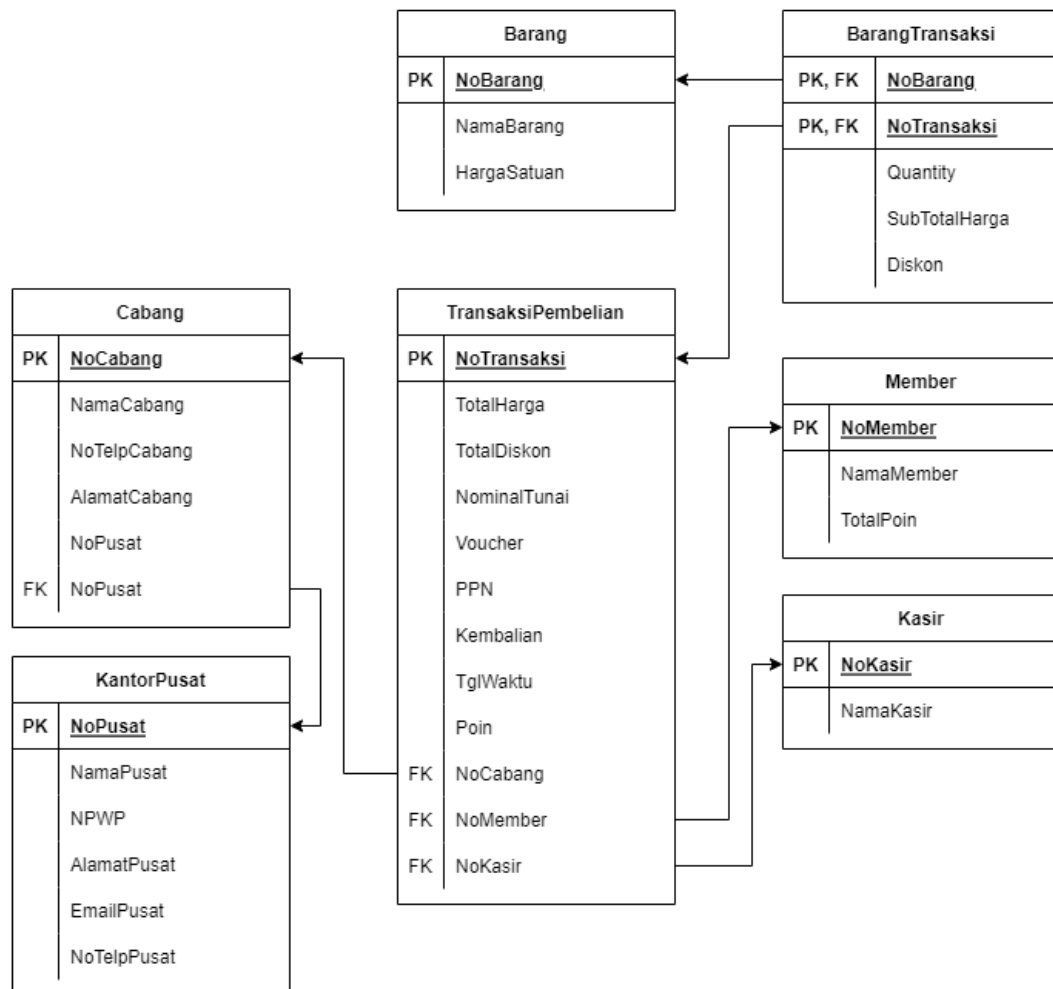 Barang
PK NoBarang
NamaBarang
HargaSatuan
BarangTransaksi
PK, FK NoBarang
PK, FK NoTransaksi
Quantity
SubTotalHarga
Diskon
Cabang
PK NoCabang
NamaCabang
NoTelpCabang
AlamatCabang
NoPusat
FK NoPusat
TransaksiPembelian
PK NoTransaksi
TotalHarga
TotalDiskon
NominalTunai
Voucher
PPN
Kembalian
TglWaktu
Poin
FK NoCabang
FK NoMember
FK NoKasir
Member
PK NoMember
NamaMember
TotalPoin
Kasir
PK NoKasir
NamaKasir
KantorPusat
PK NoPusat
NamaPusat
NPWP
AlamatPusat
EmailPusat
NoTelpPusat